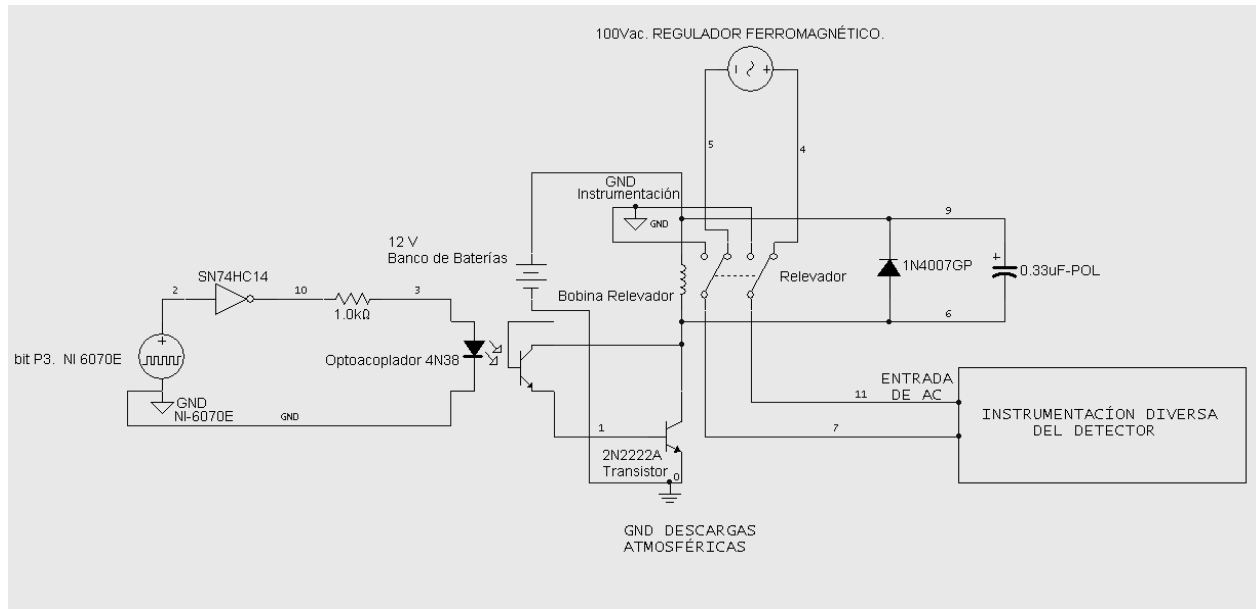 100Vac. REGULADOR FERROMAGNÉTICO.
5
4
GND
Instrumentación
GND
9
12 V
Banco de Baterías
SN74HC14
Relevador
1N4007GP
+
0.33uF-POL
2
10
3
Bobina Relevador
1.0kΩ
6
bit P3. NI 6070E
Optoacoplador 4N38
ENTRADA
DE AC
11
GND
NI-6070E
GND
1
7
INSTRUMENTACÍON DIVERSA
DEL DETECTOR
2N2222A
Transistor
0
GND DESCARGAS
ATMOSFÉRICAS